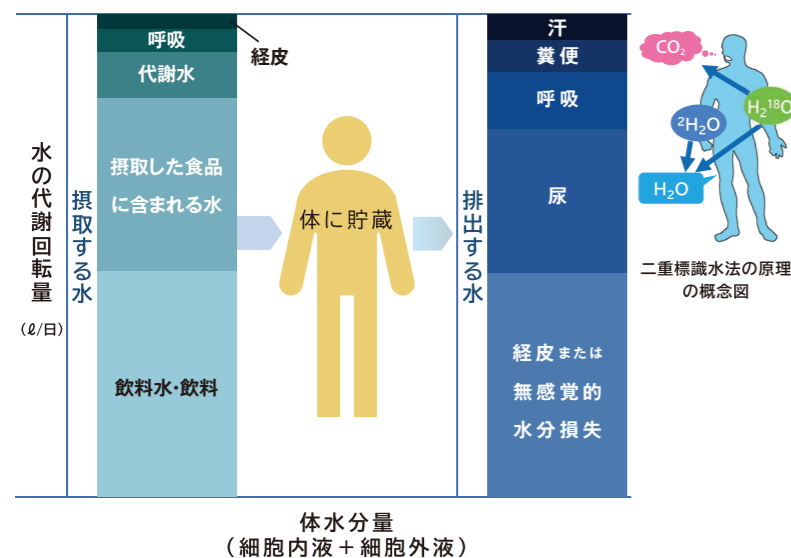 水の代謝回転量
(ℓ/日)
摂取する水
経皮
呼吸
代謝水
摂取した食品
に含まれる水
飲料水・飲料
体に貯蔵
排出する水
汗
糞便
呼吸
尿
経皮または
無感覚的
水分損失
体水分量
(細胞内液+細胞外液)
CO₂
H₂¹⁸O
²H₂O
H₂O
二重標識水法の原理
の概念図